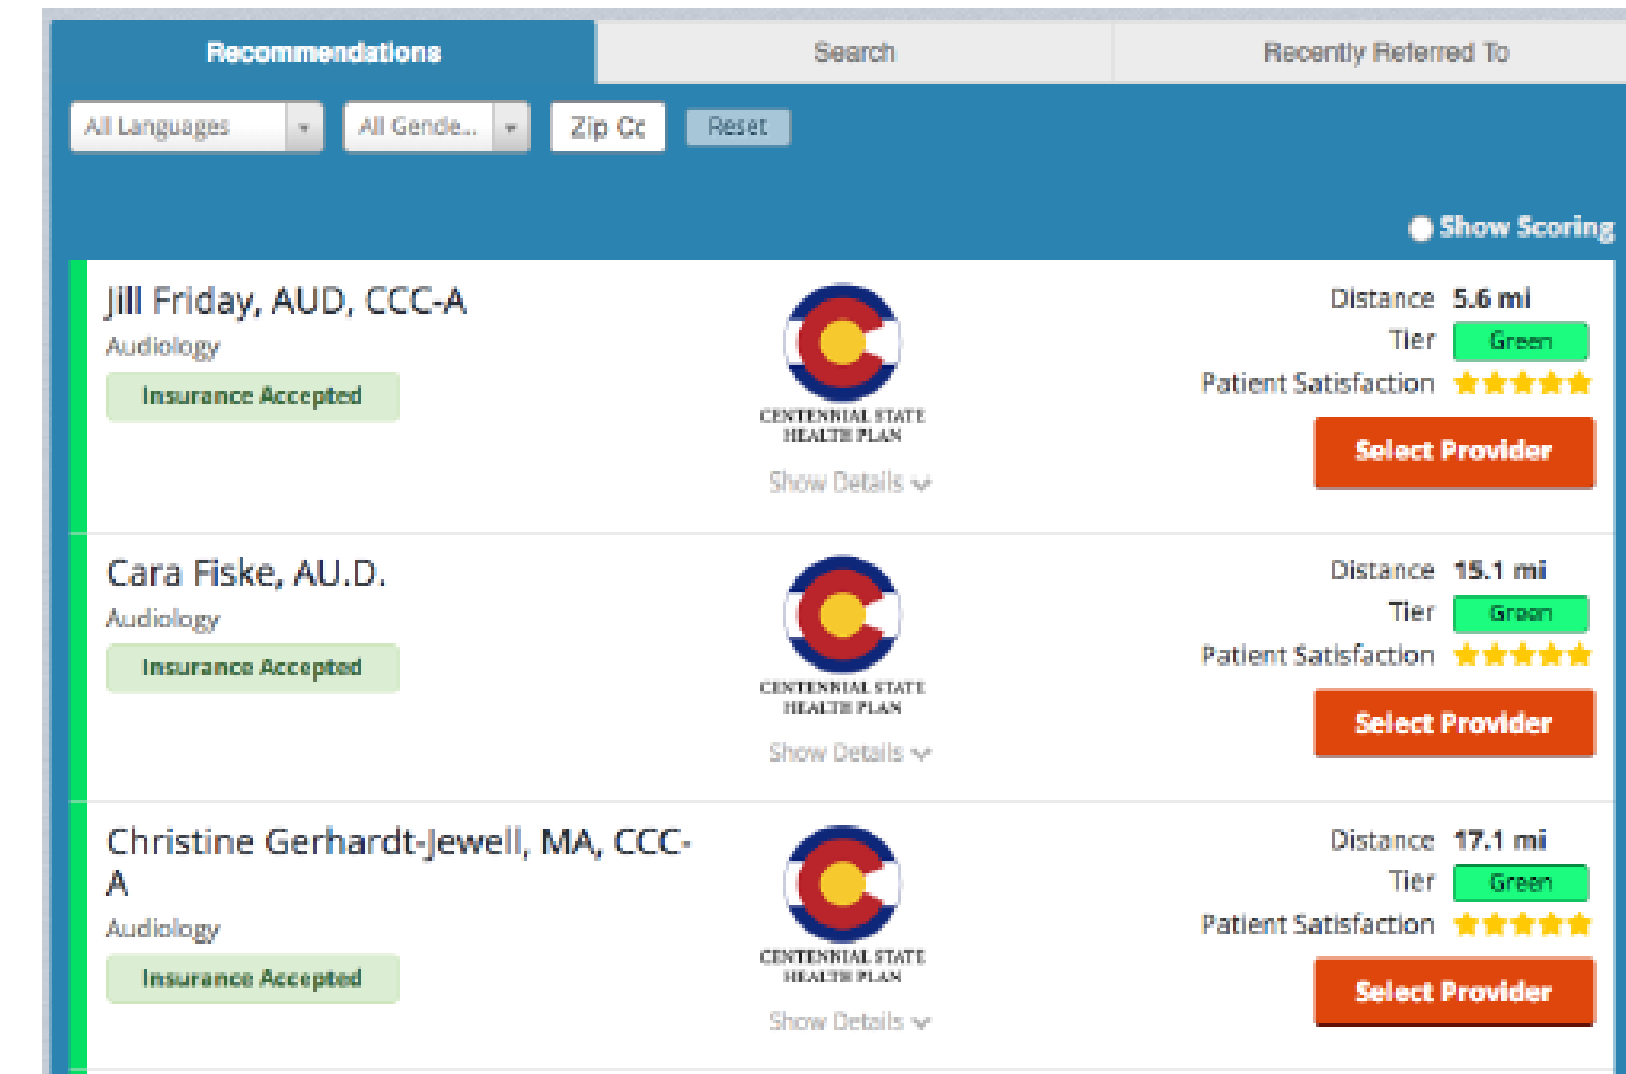 Recommendations Search Recently Referred To
All Languages All Gende... Zip Cc Reset
Show Scoring
Jill Friday, AUD, CCC-A
Audiology
Insurance Accepted
CENTENNIAL STATE
HEALTH PLAN
Show Details
Distance 5.6 mi
Tier Green
Patient Satisfaction
Select Provider
Cara Fiske, AU.D.
Audiology
Insurance Accepted
CENTENNIAL STATE
HEALTH PLAN
Show Details
Distance 15.1 mi
Tier Green
Patient Satisfaction
Select Provider
Christine Gerhardt-Jewell, MA, CCC-
A
Audiology
Insurance Accepted
CENTENNIAL STATE
HEALTH PLAN
Show Details
Distance 17.1 mi
Tier Green
Patient Satisfaction
Select Provider